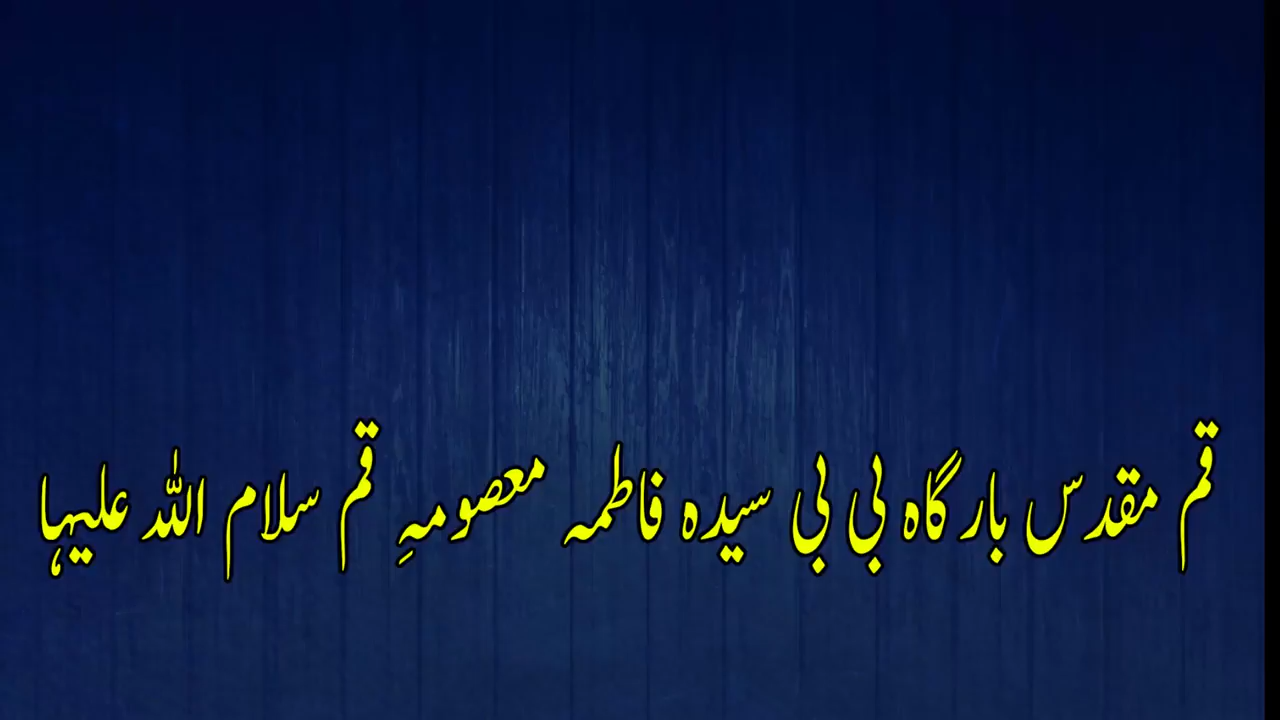 قم مقدس بارگاہ بی بی سیدہ فاطمہ معصومہِ قم سلام اللہ علیہا